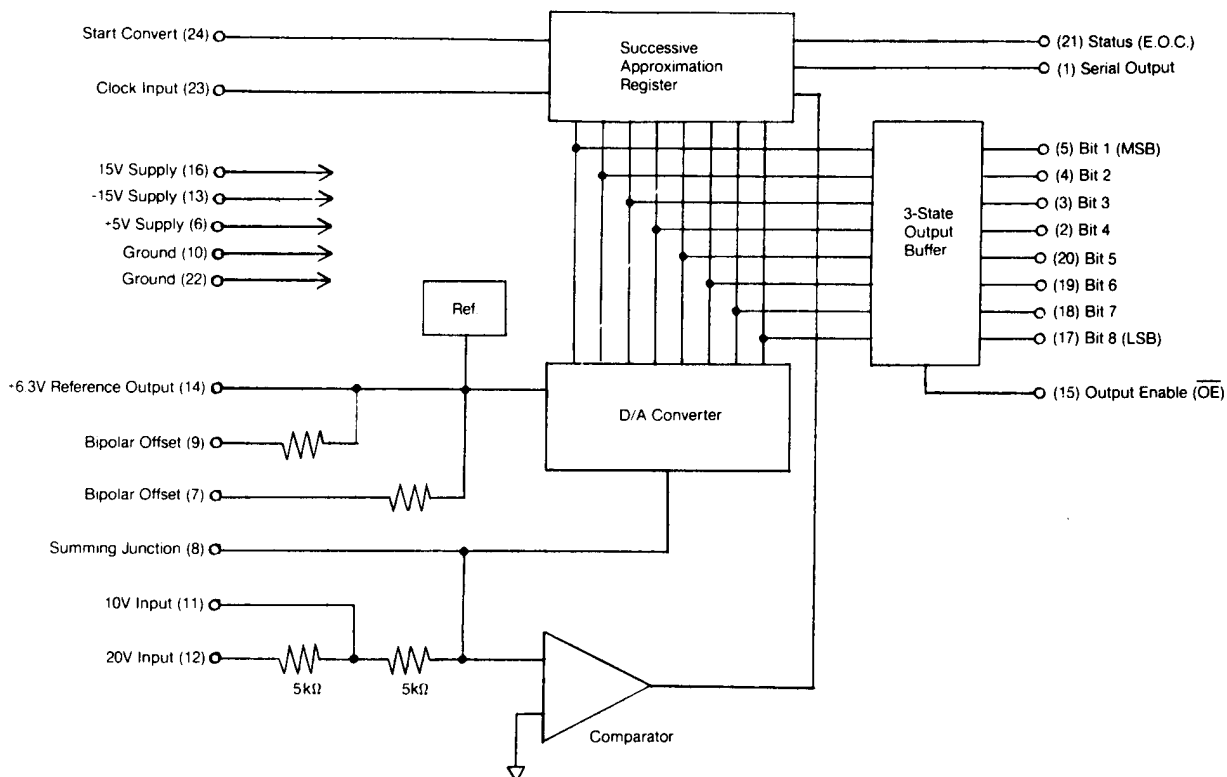 Start Convert (24)
Clock Input (23)
Successive
Approximation
Register
(21) Status (E.O.C.)
(1) Serial Output
15V Supply (16)
-15V Supply (13)
+5V Supply (6)
Ground (10)
Ground (22)
3-State
Output
Buffer
(5) Bit 1 (MSB)
(4) Bit 2
(3) Bit 3
(2) Bit 4
(20) Bit 5
(19) Bit 6
(18) Bit 7
(17) Bit 8 (LSB)
(15) Output Enable (O̅E̅)
Ref.
+6.3V Reference Output (14)
Bipolar Offset (9)
Bipolar Offset (7)
D/A Converter
Summing Junction (8)
10V Input (11)
20V Input (12)
5kΩ
5kΩ
Comparator